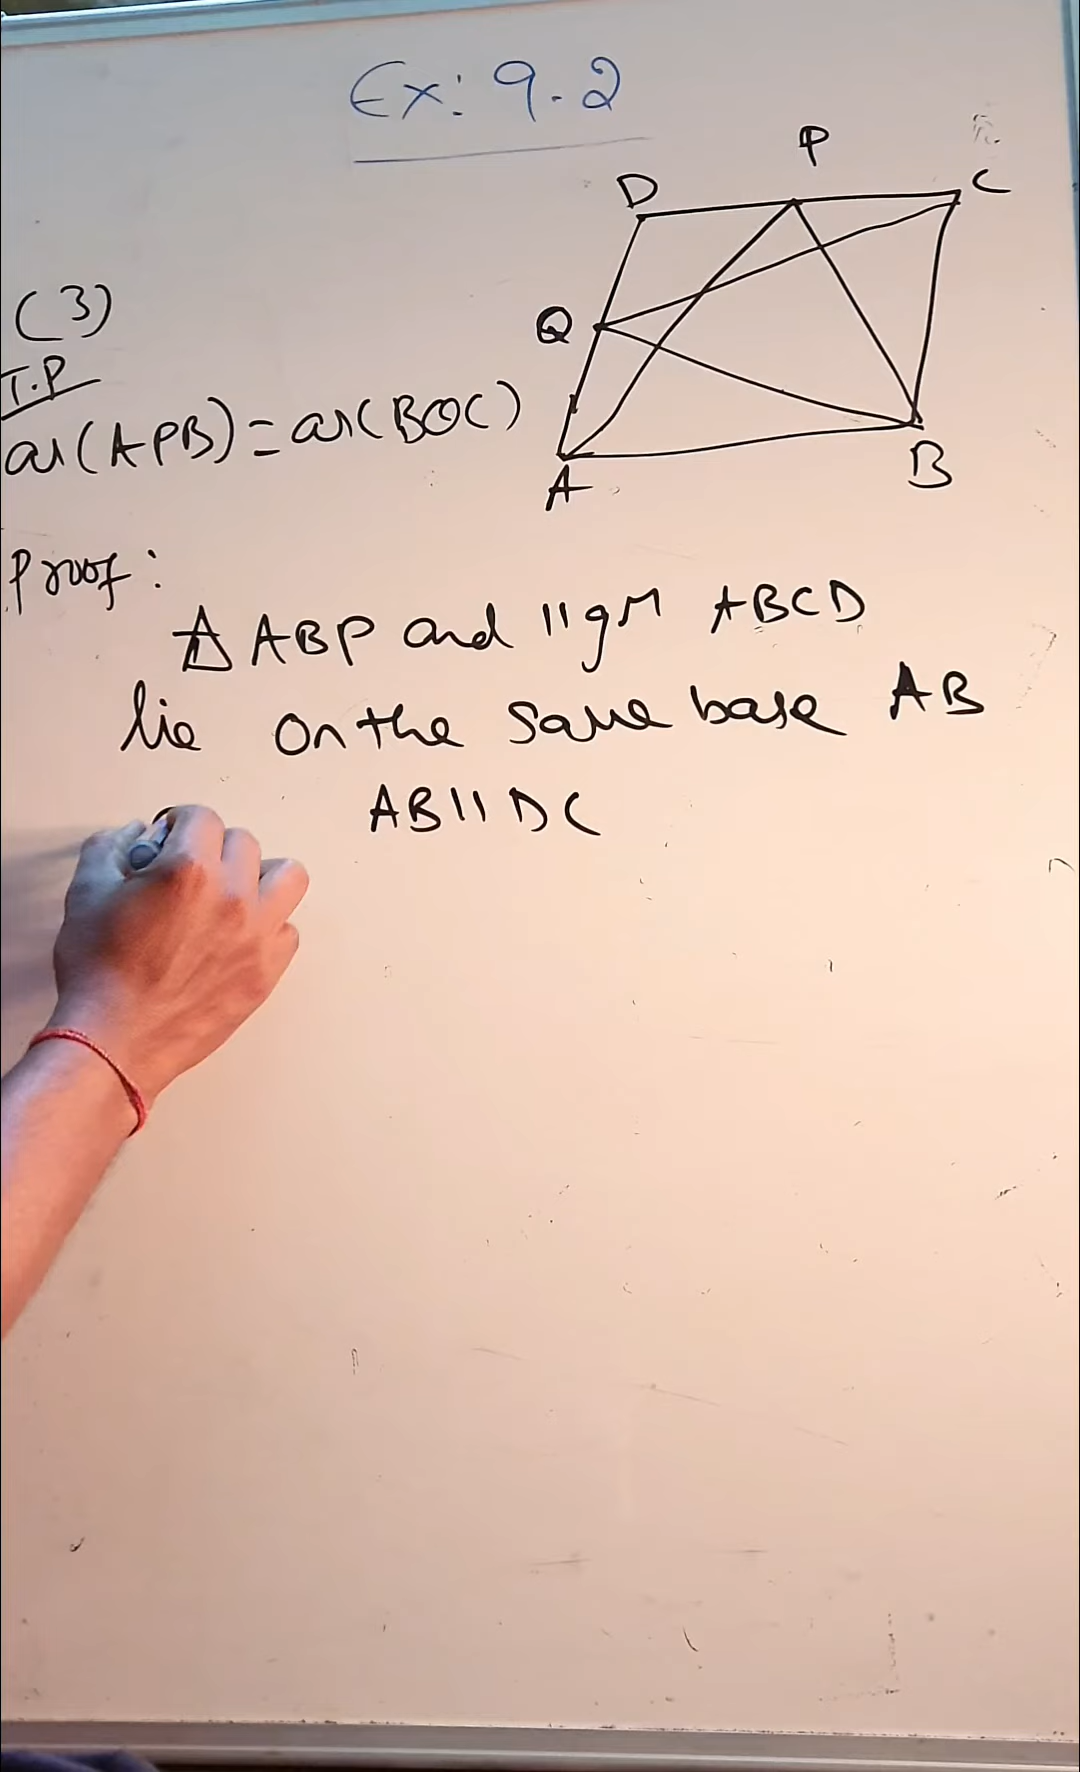 Ex: 9.2
P
D
C
(3)
Q
T.P
ar(APB)=ar(BQC)
A
B
Proof:
Δ ABP and ||gm ABCD
lie on the same base AB
AB || DC